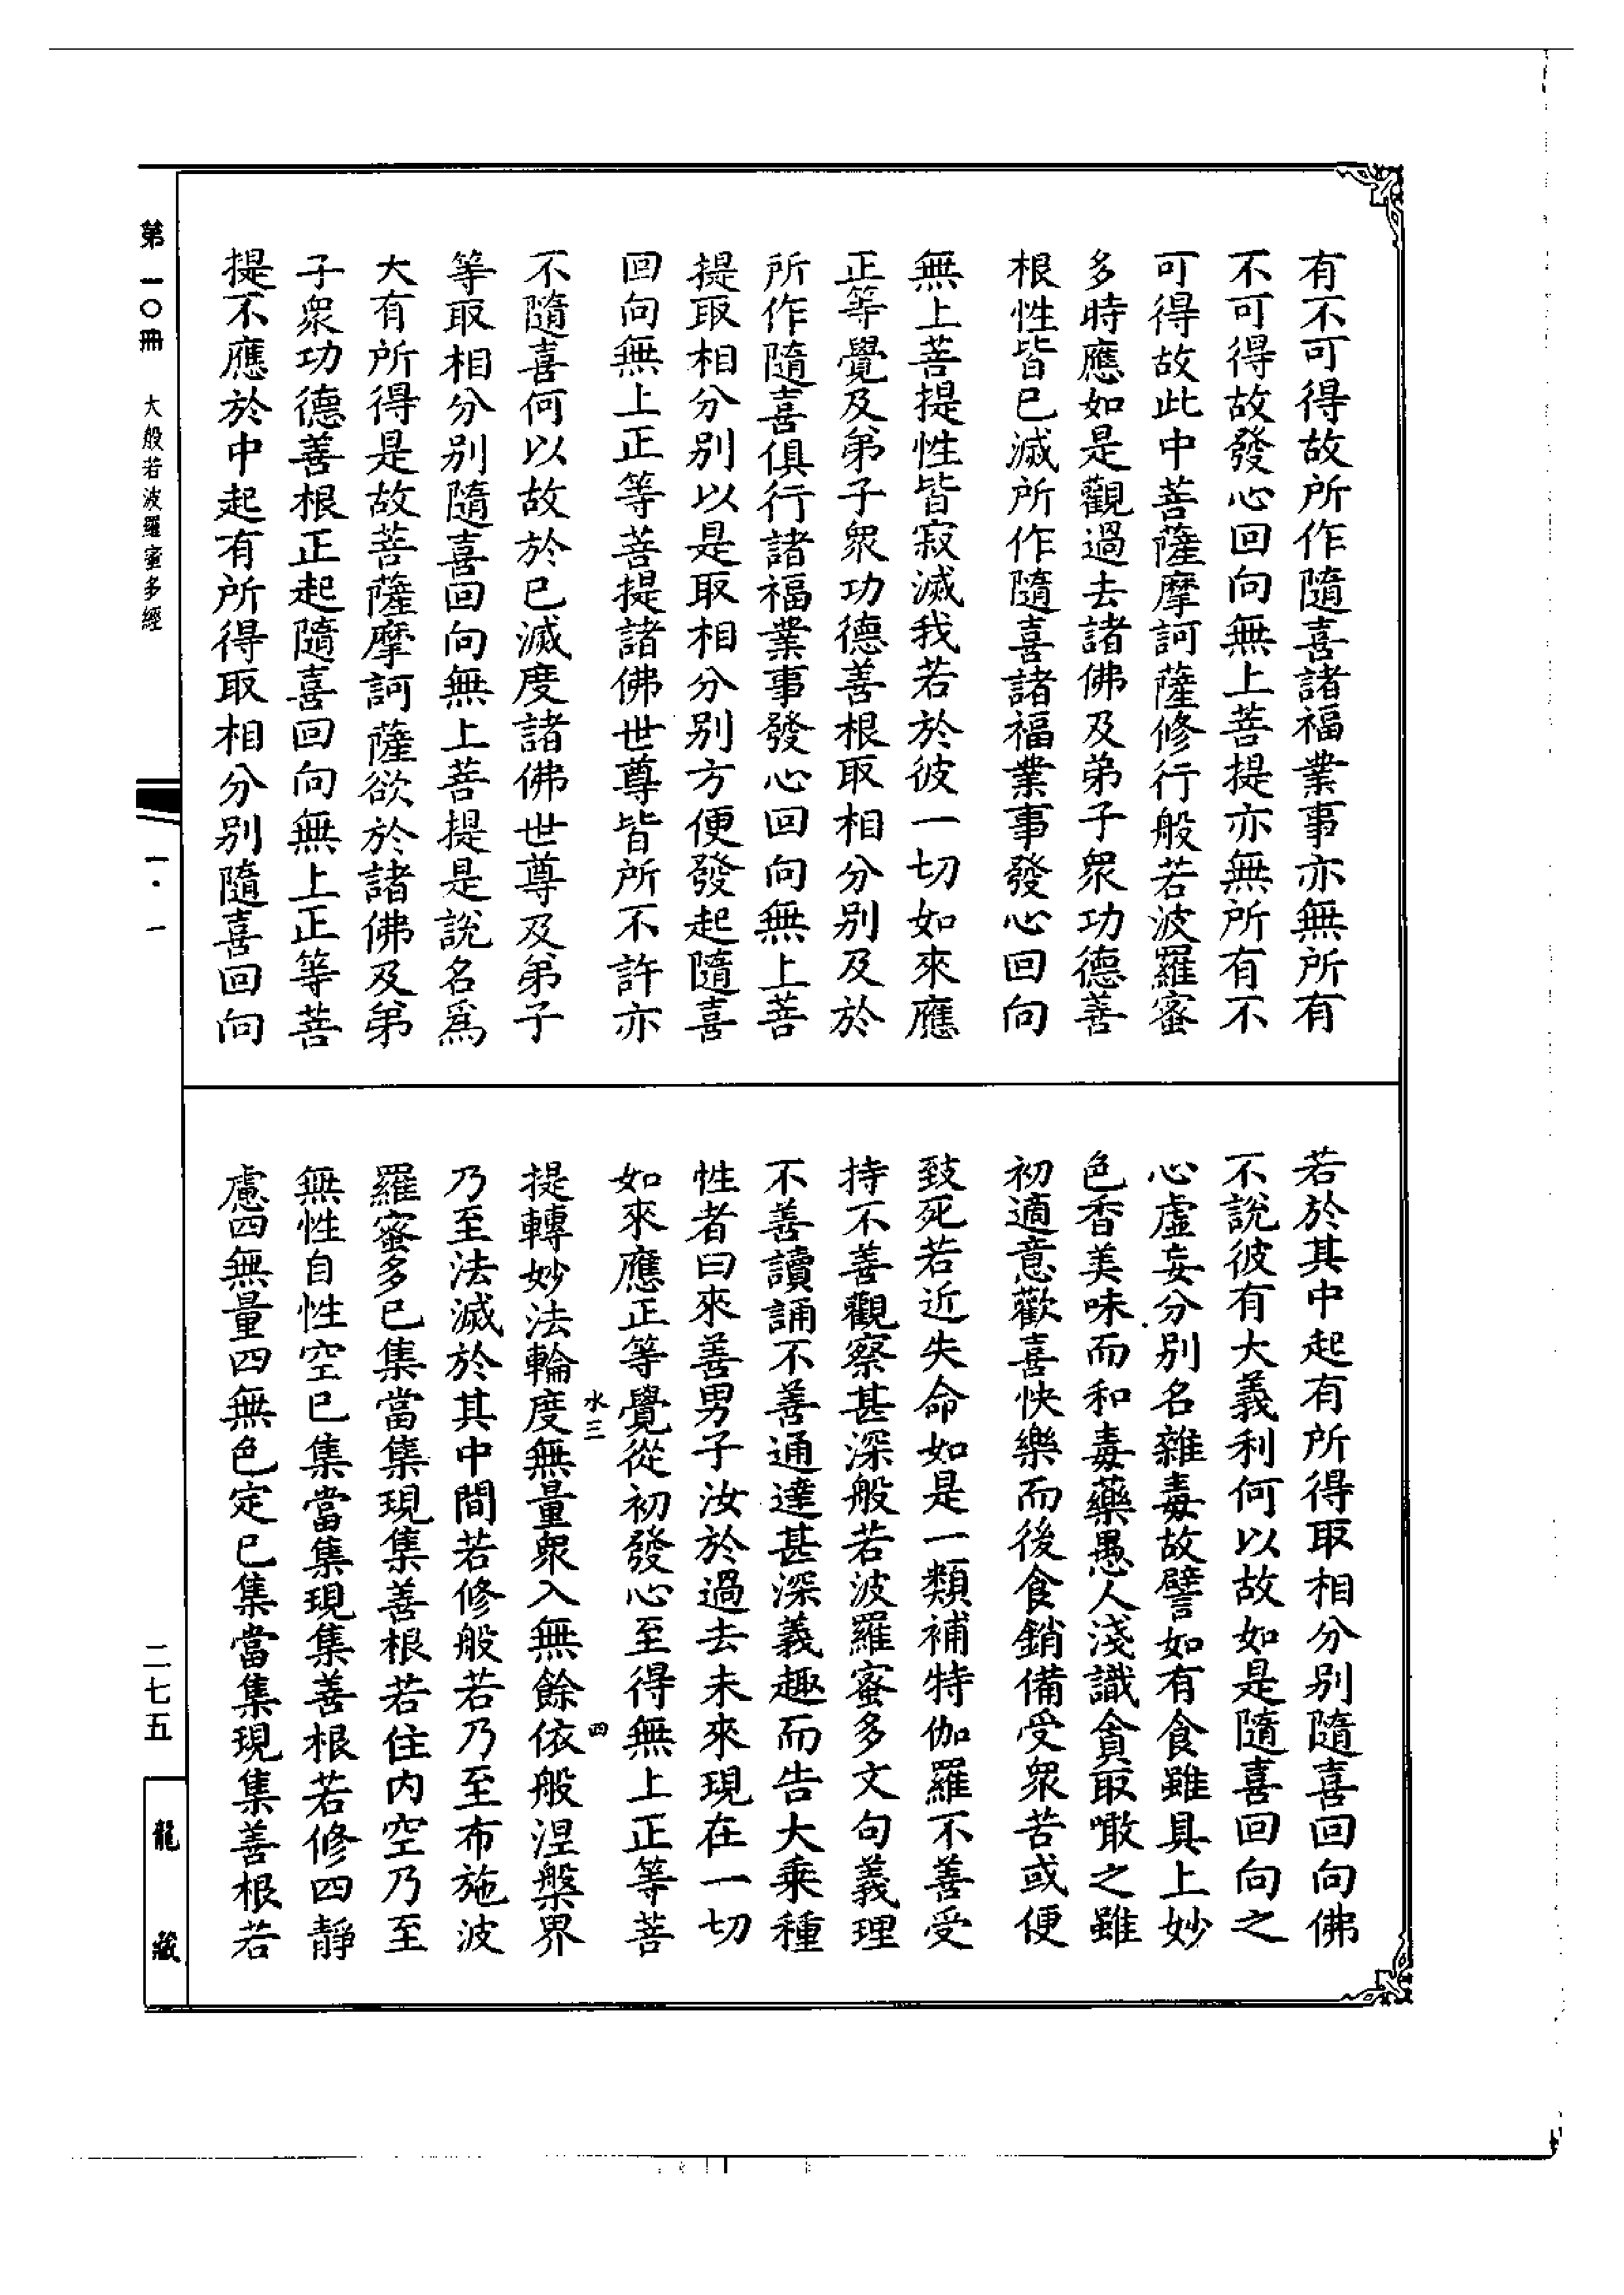 有不可得故所作隨喜諸福業事亦無所有
不可得故發心回向無上菩提亦無所有不
可得故此中菩薩摩訶薩修行般若波羅蜜
多時應如是觀過去諸佛及弟子衆功德善
根性皆已滅所作隨喜諸福業事發心回向
無上菩提性皆寂滅我若於彼一切如來應
正等覺及弟子衆功德善根取相分别及於
所作隨喜俱行諸福業事發心回向無上菩
提取相分别以是取相分别方便發起隨喜
回向無上正等菩提諸佛世尊皆所不許亦
不隨喜何以故於已滅度諸佛世尊及弟子
等取相分别隨喜回向無上菩提是說名爲
大有所得是故菩薩摩訶薩欲於諸佛及弟
子衆功德善根正起隨喜回向無上正等菩
提不應於中起有所得取相分别隨喜回向
若於其中起有所得取相分别隨喜回向佛
不說彼有大義利何以故如是隨喜回向之
心虛妄分别名雜毒故譬如有食雖具上妙
色香美味而和毒藥愚人淺識貪取噉之雖
初適意歡喜快樂而後食銷備受衆苦或便
致死若近失命如是一類補特伽羅不善受
持不善觀察甚深般若波羅蜜多文句義理
不善讀誦不善通達甚深義趣而告大乘種
性者曰來善男子汝於過去未來現在一切
如來應正等覺從初發心至得無上正等菩
水三
四
提轉妙法輪度無量衆入無餘依般涅槃界
乃至法滅於其中間若修般若乃至布施波
羅蜜多已集當集現集善根若住内空乃至
無性自性空已集當集現集善根若修四靜
慮四無量四無色定已集當集現集善根若
第一〇冊
大般若波羅蜜多經
一·一
二七五
龍藏